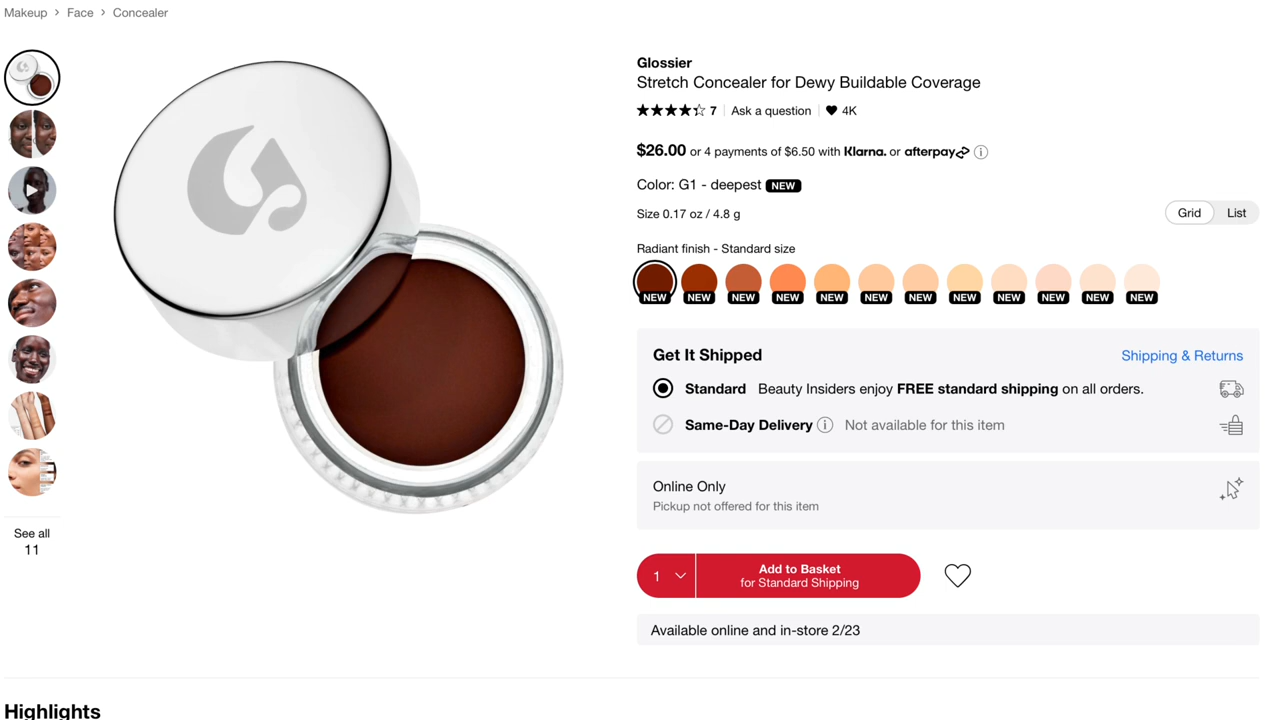 Makeup > Face > Concealer
See all
11
Glossier
Stretch Concealer for Dewy Buildable Coverage
7 Ask a question 4K
$26.00 or 4 payments of $6.50 with Klarna. or afterpay
Color: G1 - deepest NEW
Size 0.17 oz / 4.8 g
Grid List
Radiant finish - Standard size
NEW NEW NEW NEW NEW NEW NEW NEW NEW NEW NEW NEW
Get It Shipped Shipping & Returns
Standard Beauty Insiders enjoy FREE standard shipping on all orders.
Same-Day Delivery Not available for this item
Online Only
Pickup not offered for this item
1 Add to Basket
for Standard Shipping
Available online and in-store 2/23
Highlights